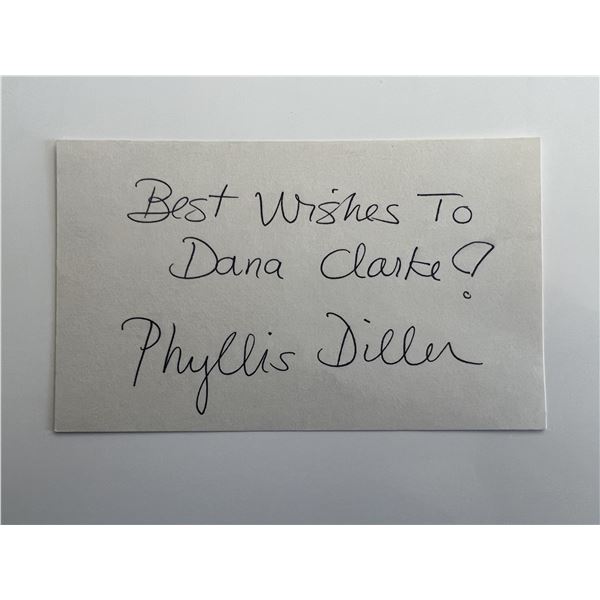 Best Wishes To
Dana Clarke!
Phyllis Diller